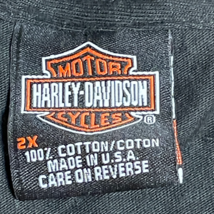 MOTOR
HARLEY-DAVIDSON
CYCLES ®
2X
100% COTTON/COTON
MADE IN U.S.A.
CARE ON REVERSE